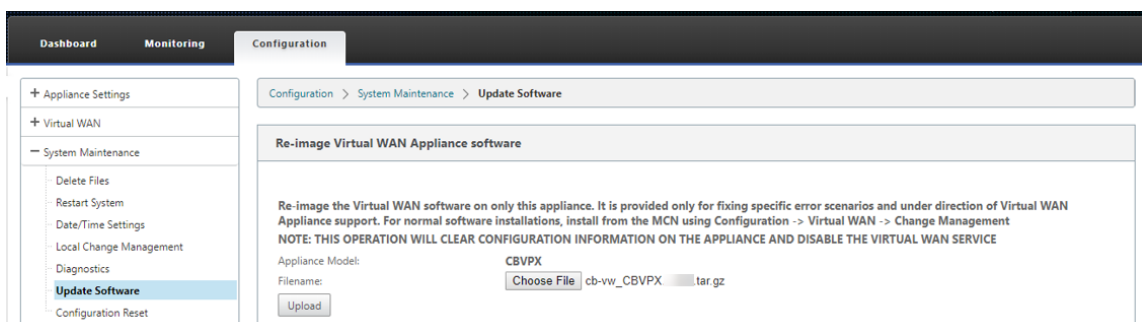 Dashboard Monitoring Configuration
+ Appliance Settings
+ Virtual WAN
− System Maintenance
Delete Files
Restart System
Date/Time Settings
Local Change Management
Diagnostics
Update Software
Configuration Reset
Configuration > System Maintenance > Update Software
Re-image Virtual WAN Appliance software
Re-image the Virtual WAN software on only this appliance. It is provided only for fixing specific error scenarios and under direction of Virtual WAN
Appliance support. For normal software installations, install from the MCN using Configuration -> Virtual WAN -> Change Management
NOTE: THIS OPERATION WILL CLEAR CONFIGURATION INFORMATION ON THE APPLIANCE AND DISABLE THE VIRTUAL WAN SERVICE
Appliance Model: CBVPX
Filename: Choose File cb-vw_CBVPX .tar.gz
Upload